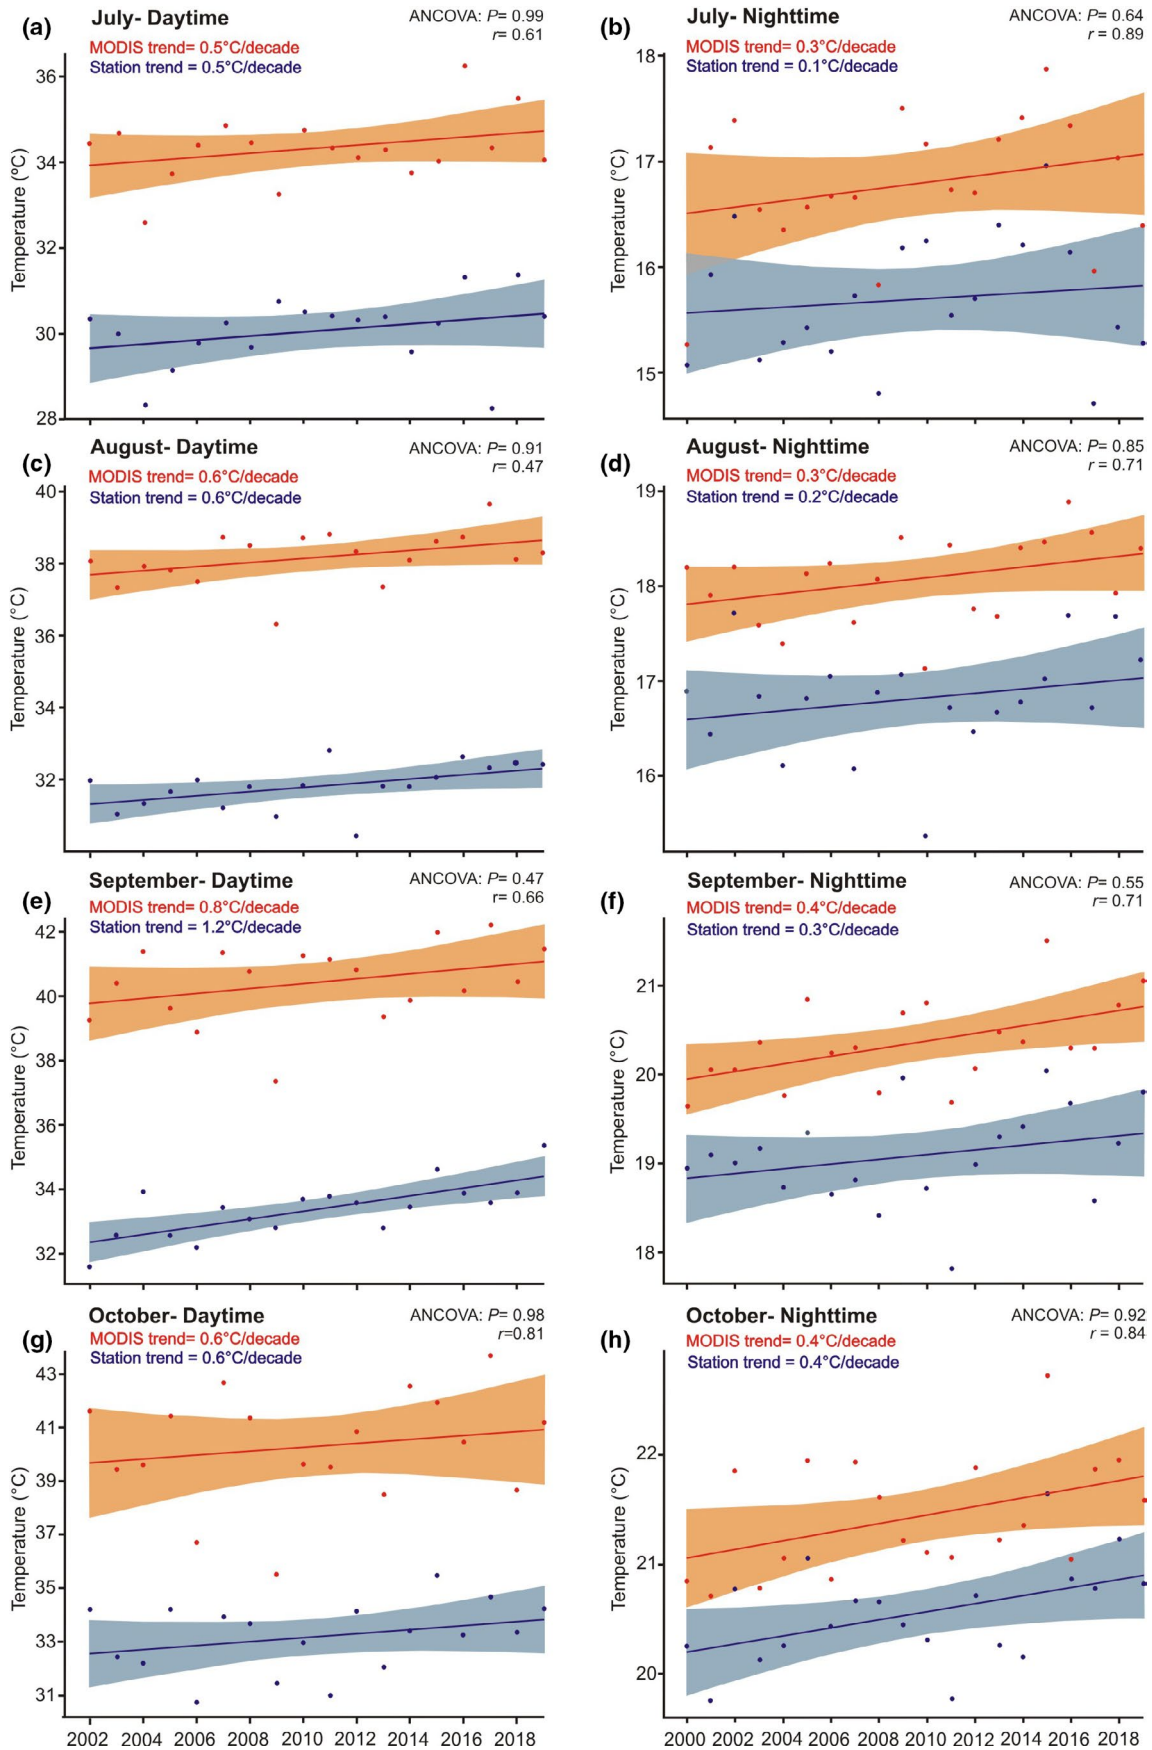 (a)
July- Daytime
ANCOVA: P= 0.99
r= 0.61
MODIS trend= 0.5°C/decade
Station trend = 0.5°C/decade
Temperature (°C)
36
34
32
30
28
(b)
July- Nighttime
ANCOVA: P= 0.64
r = 0.89
MODIS trend= 0.3°C/decade
Station trend = 0.1°C/decade
Temperature (°C)
18
17
16
15
(c)
August- Daytime
ANCOVA: P= 0.91
r= 0.47
MODIS trend= 0.6°C/decade
Station trend = 0.6°C/decade
Temperature (°C)
40
38
36
34
32
(d)
August- Nighttime
ANCOVA: P= 0.85
r = 0.71
MODIS trend= 0.3°C/decade
Station trend = 0.2°C/decade
Temperature (°C)
19
18
17
16
(e)
September- Daytime
ANCOVA: P= 0.47
r= 0.66
MODIS trend= 0.8°C/decade
Station trend = 1.2°C/decade
Temperature (°C)
42
40
38
36
34
32
(f)
September- Nighttime
ANCOVA: P= 0.55
r= 0.71
MODIS trend= 0.4°C/decade
Station trend = 0.3°C/decade
Temperature (°C)
21
20
19
18
(g)
October- Daytime
ANCOVA: P= 0.98
r=0.81
MODIS trend= 0.6°C/decade
Station trend = 0.6°C/decade
Temperature (°C)
43
41
39
37
35
33
31
2002 2004 2006 2008 2010 2012 2014 2016 2018
(h)
October- Nighttime
ANCOVA: P= 0.92
r = 0.84
MODIS trend= 0.4°C/decade
Station trend = 0.4°C/decade
Temperature (°C)
22
21
20
2000 2002 2004 2006 2008 2010 2012 2014 2016 2018